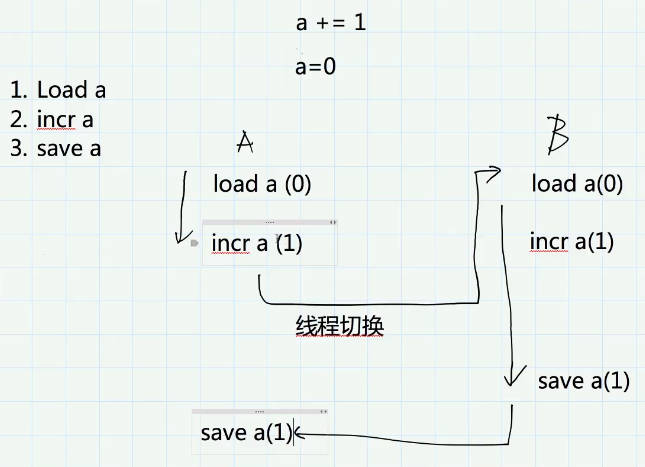 a += 1
a=0
1. Load a
2. incr a
3. save a
A
B
load a (0)
load a(0)
incr a (1)
incr a(1)
线程切换
save a(1)
save a(1)